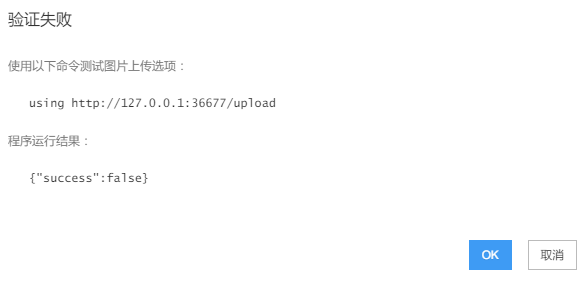 验证失败
使用以下命令测试图片上传选项：
using http://127.0.0.1:36677/upload
程序运行结果：
{"success":false}
OK
取消